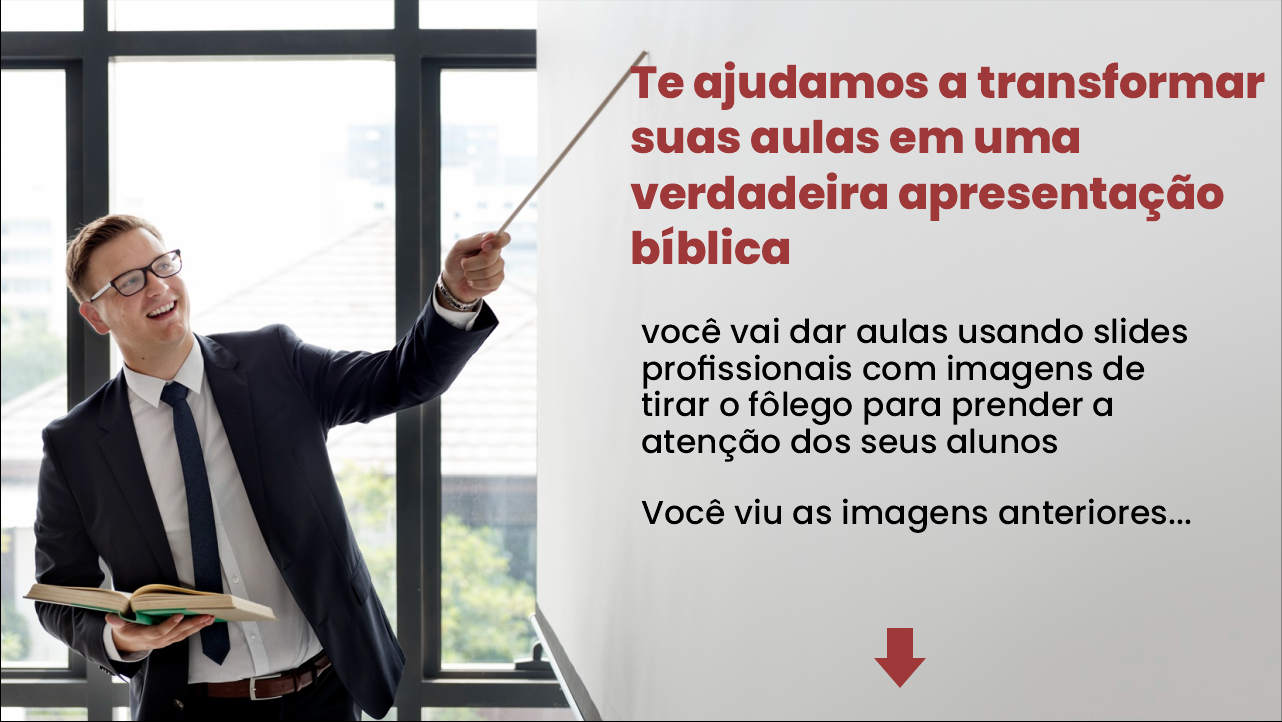 Te ajudamos a transformar
suas aulas em uma
verdadeira apresentação
bíblica
você vai dar aulas usando slides
profissionais com imagens de
tirar o fôlego para prender a
atenção dos seus alunos
Você viu as imagens anteriores...